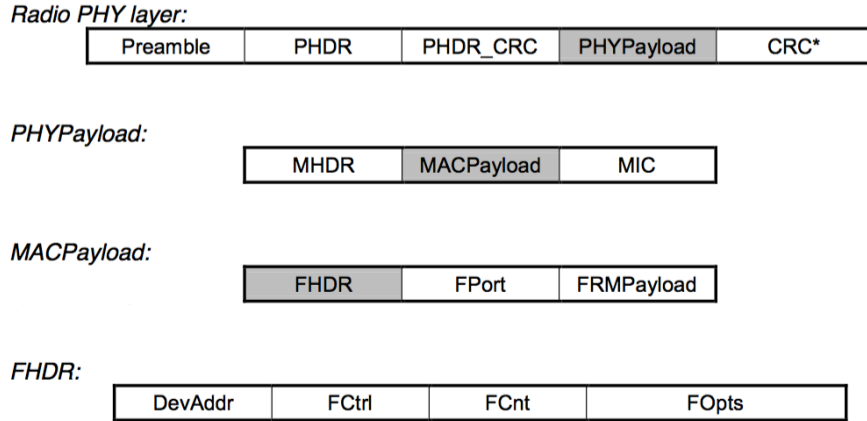 Radio PHY layer:
Preamble PHDR PHDR_CRC PHYPayload CRC*
PHYPayload:
MHDR MACPayload MIC
MACPayload:
FHDR FPort FRMPayload
FHDR:
DevAddr FCtrl FCnt FOpts